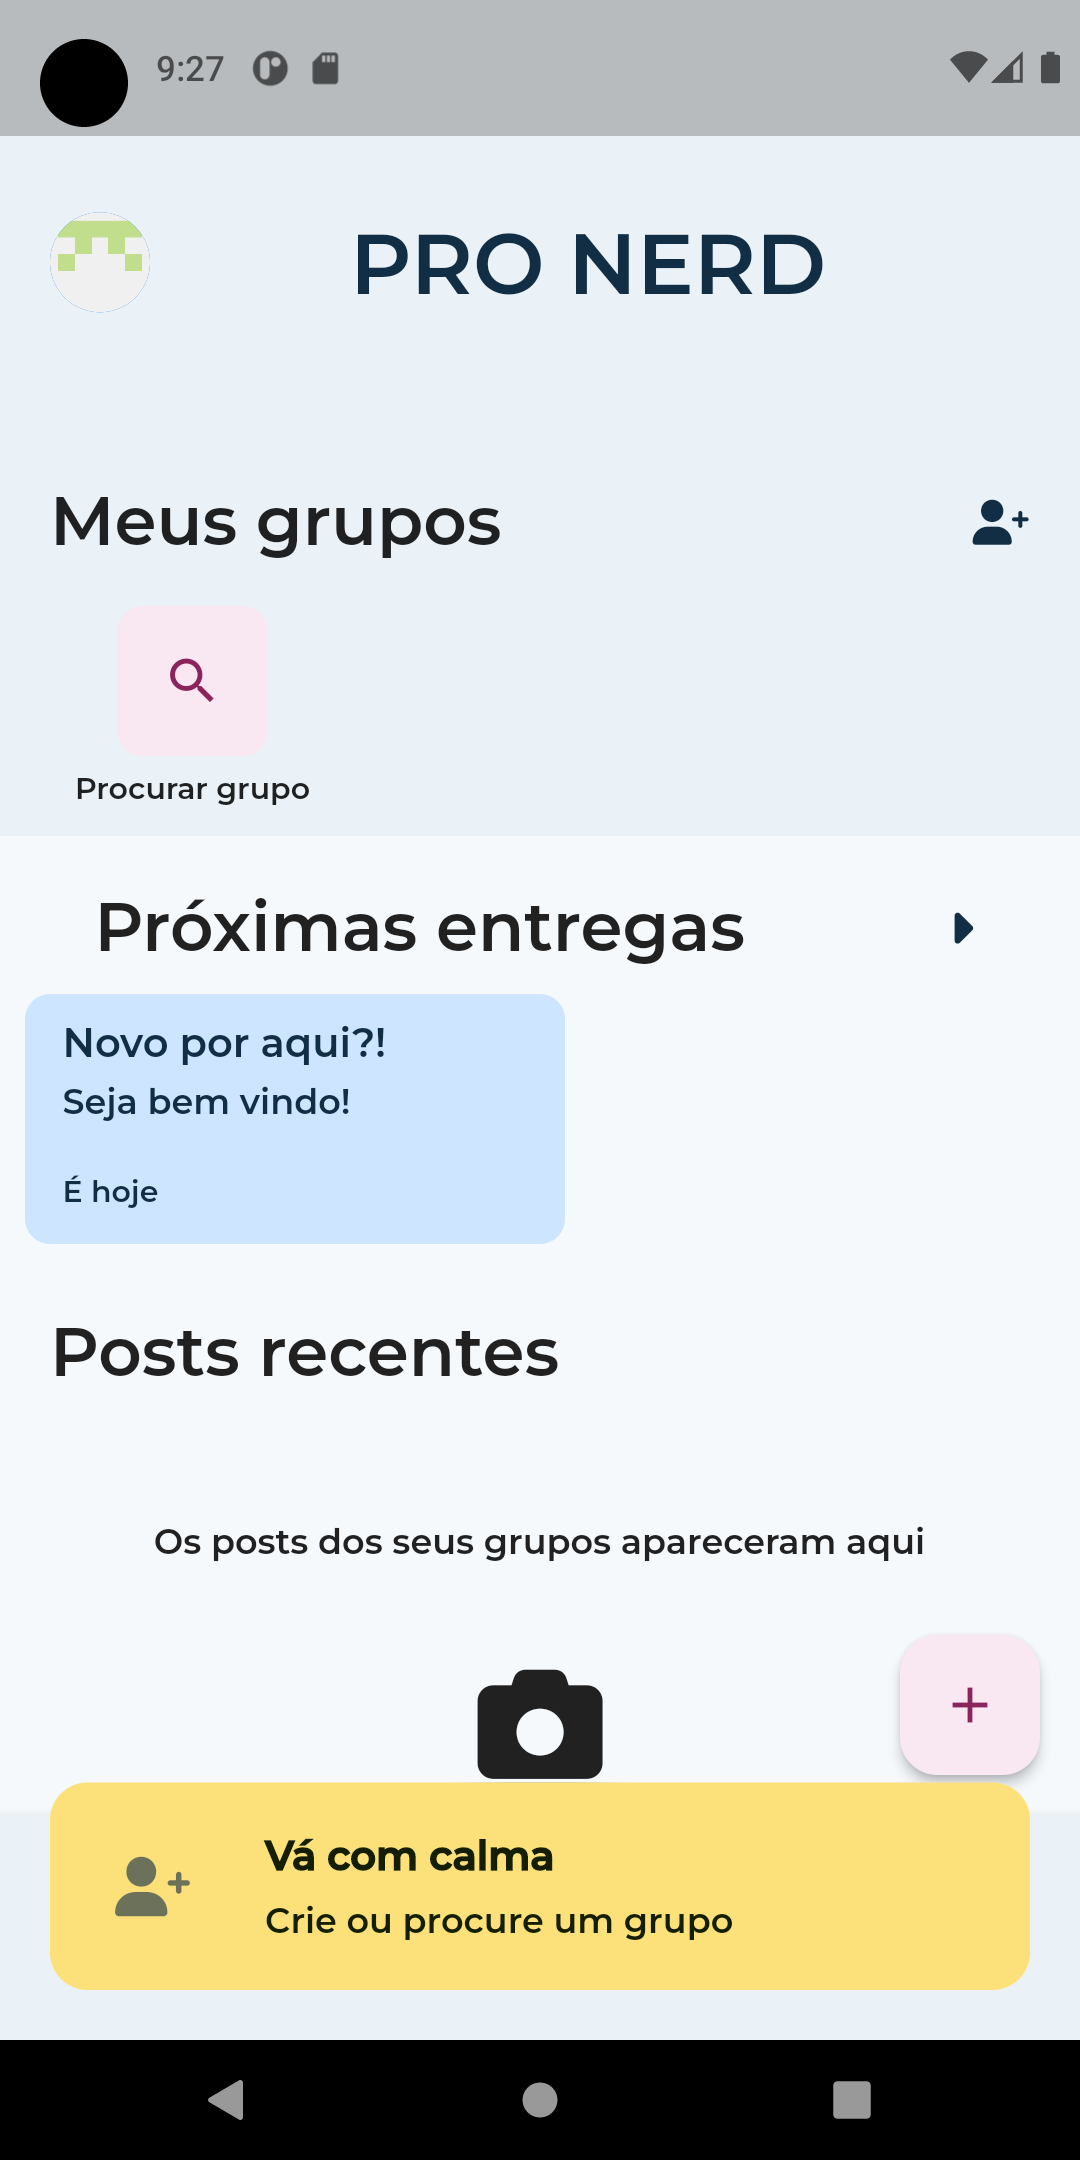 9:27
PRO NERD
Meus grupos
Procurar grupo
Próximas entregas
Novo por aqui?!
Seja bem vindo!
É hoje
Posts recentes
Os posts dos seus grupos apareceram aqui
Vá com calma
Crie ou procure um grupo